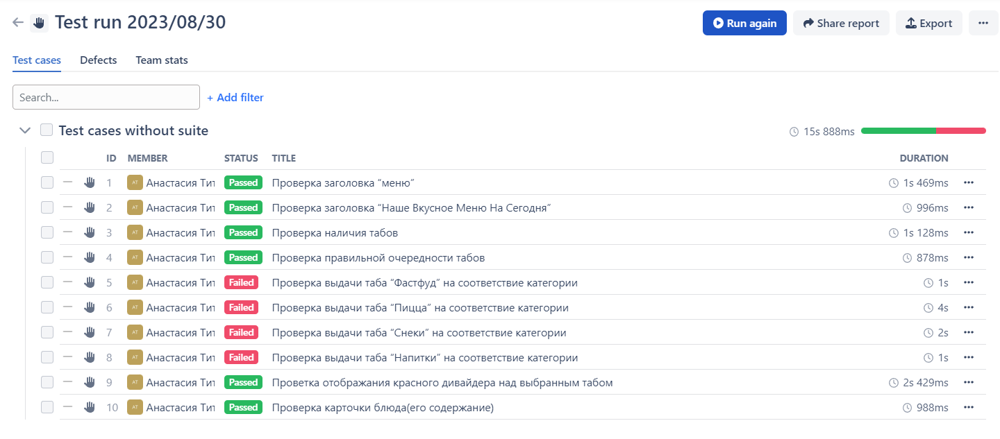 Test run 2023/08/30
Run again
Share report
Export
Test cases Defects Team stats
Search...
+ Add filter
Test cases without suite 15s 888ms
ID MEMBER STATUS TITLE DURATION
1 AT Анастасия Тит Passed Проверка заголовка “меню” 1s 469ms
2 AT Анастасия Тит Passed Проверка заголовка “Наше Вкусное Меню На Сегодня” 996ms
3 AT Анастасия Тит Passed Проверка наличия табов 1s 128ms
4 AT Анастасия Тит Passed Проверка правильной очередности табов 878ms
5 AT Анастасия Тит Failed Проверка выдачи таба “Фастфуд” на соответствие категории 1s
6 AT Анастасия Тит Failed Проверка выдачи таба “Пицца” на соответствие категории 4s
7 AT Анастасия Тит Failed Проверка выдачи таба “Снеки” на соответствие категории 2s
8 AT Анастасия Тит Failed Проверка выдачи таба “Напитки” на соответствие категории 1s
9 AT Анастасия Тит Passed Проветка отображания красного дивайдера над выбранным табом 2s 429ms
10 AT Анастасия Тит Passed Проверка карточки блюда(его содержание) 988ms